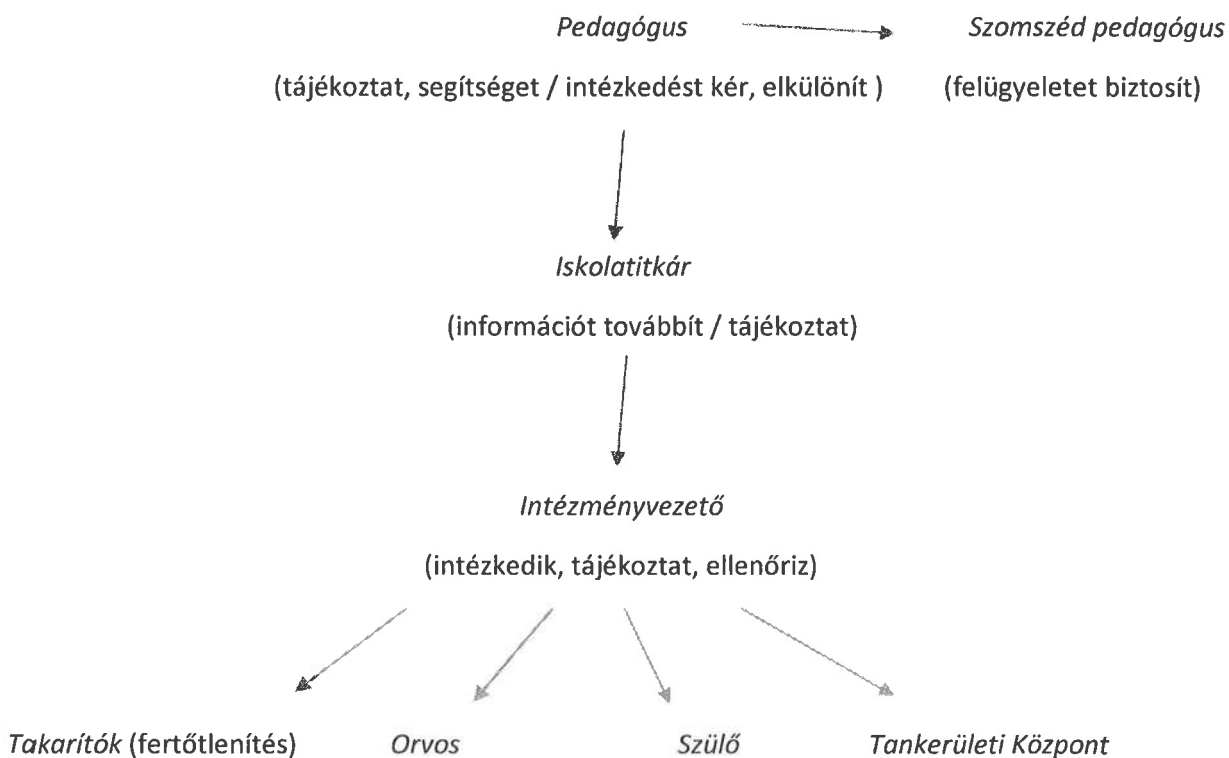 Pedagógus Szomszéd pedagógus
(tájékoztat, segítséget / intézkedést kér, elkülönít ) (felügyeletet biztosít)
Iskolatitkár
(információt továbbít / tájékoztat)
Intézményvezető
(intézkedik, tájékoztat, ellenőriz)
Takarítók (fertőtlenítés) Orvos Szülő Tankerületi Központ